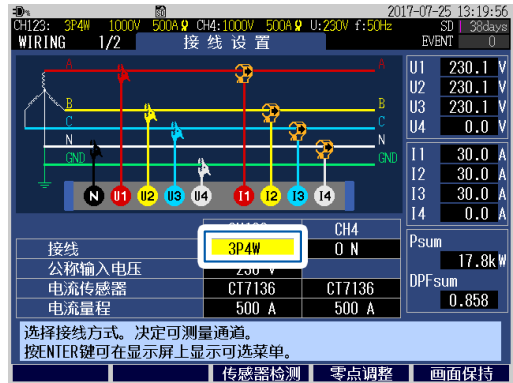 2017-07-25 13:19:56
CH123: 3P4W 1000V 500A CH4:1000V 500A U:230V f:50Hz SD 38days
WIRING 1/2 接线设置 EVENT 0
A A
B B
C C
N N
GND GND
N U1 U2 U3 U4 I1 I2 I3 I4
U1 230.1 V
U2 230.1 V
U3 230.1 V
U4 0.0 V
I1 30.0 A
I2 30.0 A
I3 30.0 A
I4 0.0 A
Psum
17.8kW
DPFsum
0.858
CH4
接线 3P4W ON
公称输入电压 230 V
电流传感器 CT7136 CT7136
电流量程 500 A 500 A
选择接线方式。决定可测量通道。
按ENTER键可在显示屏上显示可选菜单。
传感器检测 零点调整 画面保持